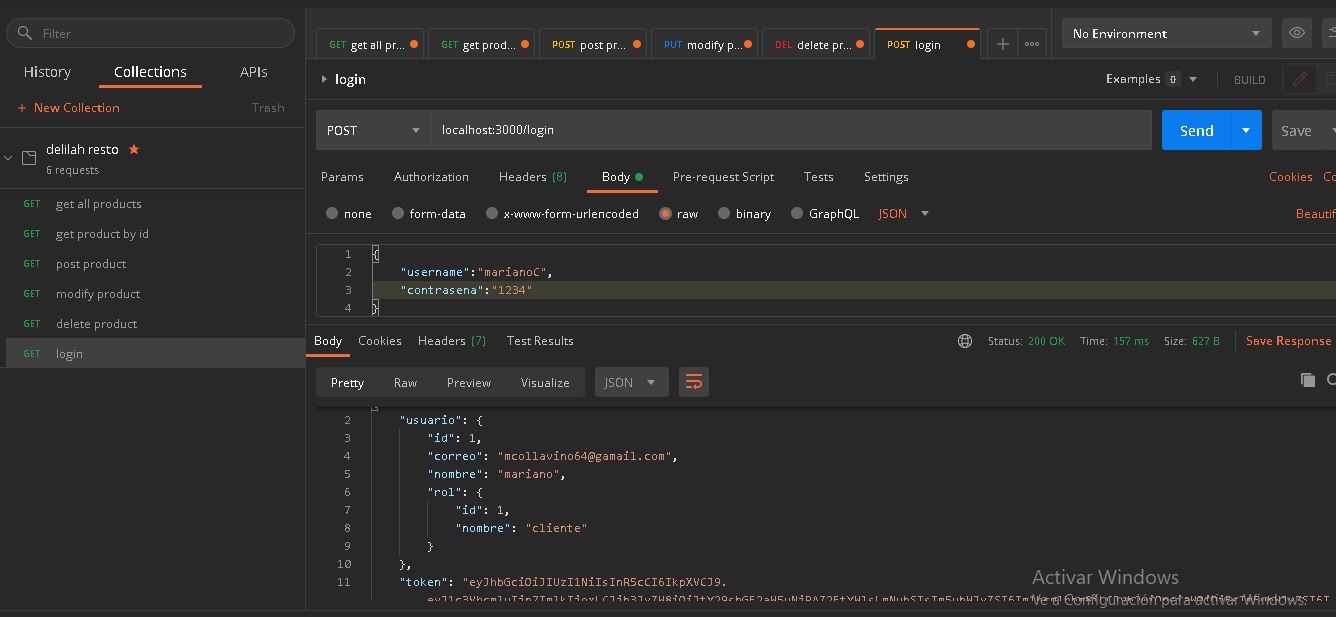 Filter
History Collections APIs
+ New Collection Trash
delilah resto
6 requests
GET get all products
GET get product by id
GET post product
GET modify product
GET delete product
GET login
GET get all pr... GET get prod... POST post pr... PUT modify p... DEL delete pr... POST login + ...
No Environment
login
Examples 0 BUILD
POST localhost:3000/login Send Save
Params Authorization Headers (8) Body Pre-request Script Tests Settings Cookies
none form-data x-www-form-urlencoded raw binary GraphQL JSON
1 {
2 "username":"marianoC",
3 "contrasena":"1234"
4 }
Body Cookies Headers (7) Test Results Status: 200 OK Time: 157 ms Size: 627 B Save Response
Pretty Raw Preview Visualize JSON
2 "usuario": {
3 "id": 1,
4 "correo": "mcollavino64@gamail.com",
5 "nombre": "mariano",
6 "rol": {
7 "id": 1,
8 "nombre": "cliente"
9 }
10 },
11 "token": "eyJhbGciOiJIUzI1NiIsInR5cCI6IkpXVCJ9.
Activar Windows
Ve a Configuración para activar Windows.